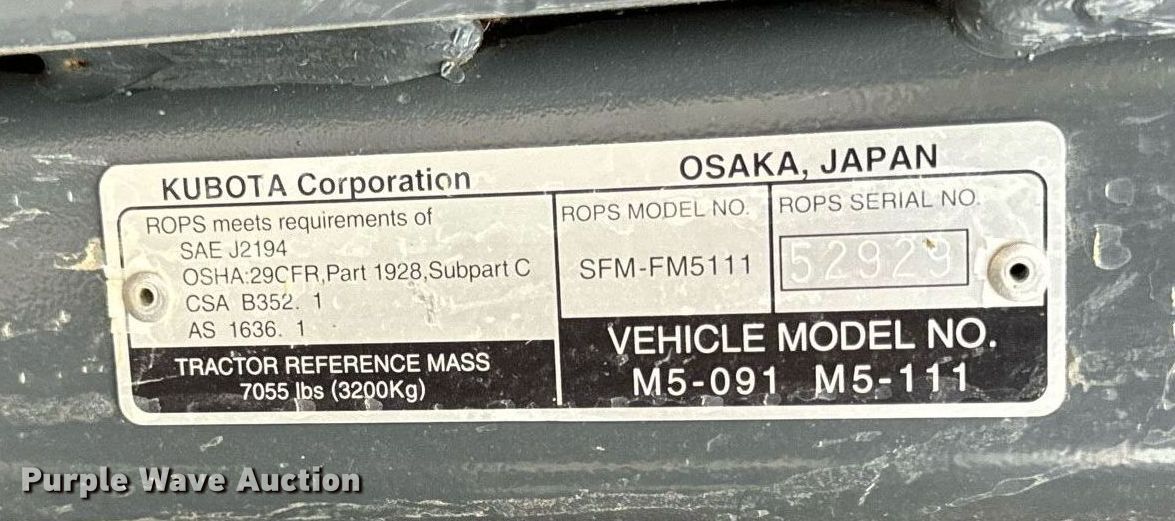 KUBOTA Corporation
OSAKA, JAPAN
ROPS meets requirements of
SAE J2194
OSHA:29CFR,Part 1928,Subpart C
CSA B352. 1
AS 1636. 1
TRACTOR REFERENCE MASS
7055 lbs (3200Kg)
ROPS MODEL NO.
SFM-FM5111
ROPS SERIAL NO.
52929
VEHICLE MODEL NO.
M5-091 M5-111
Purple Wave Auction